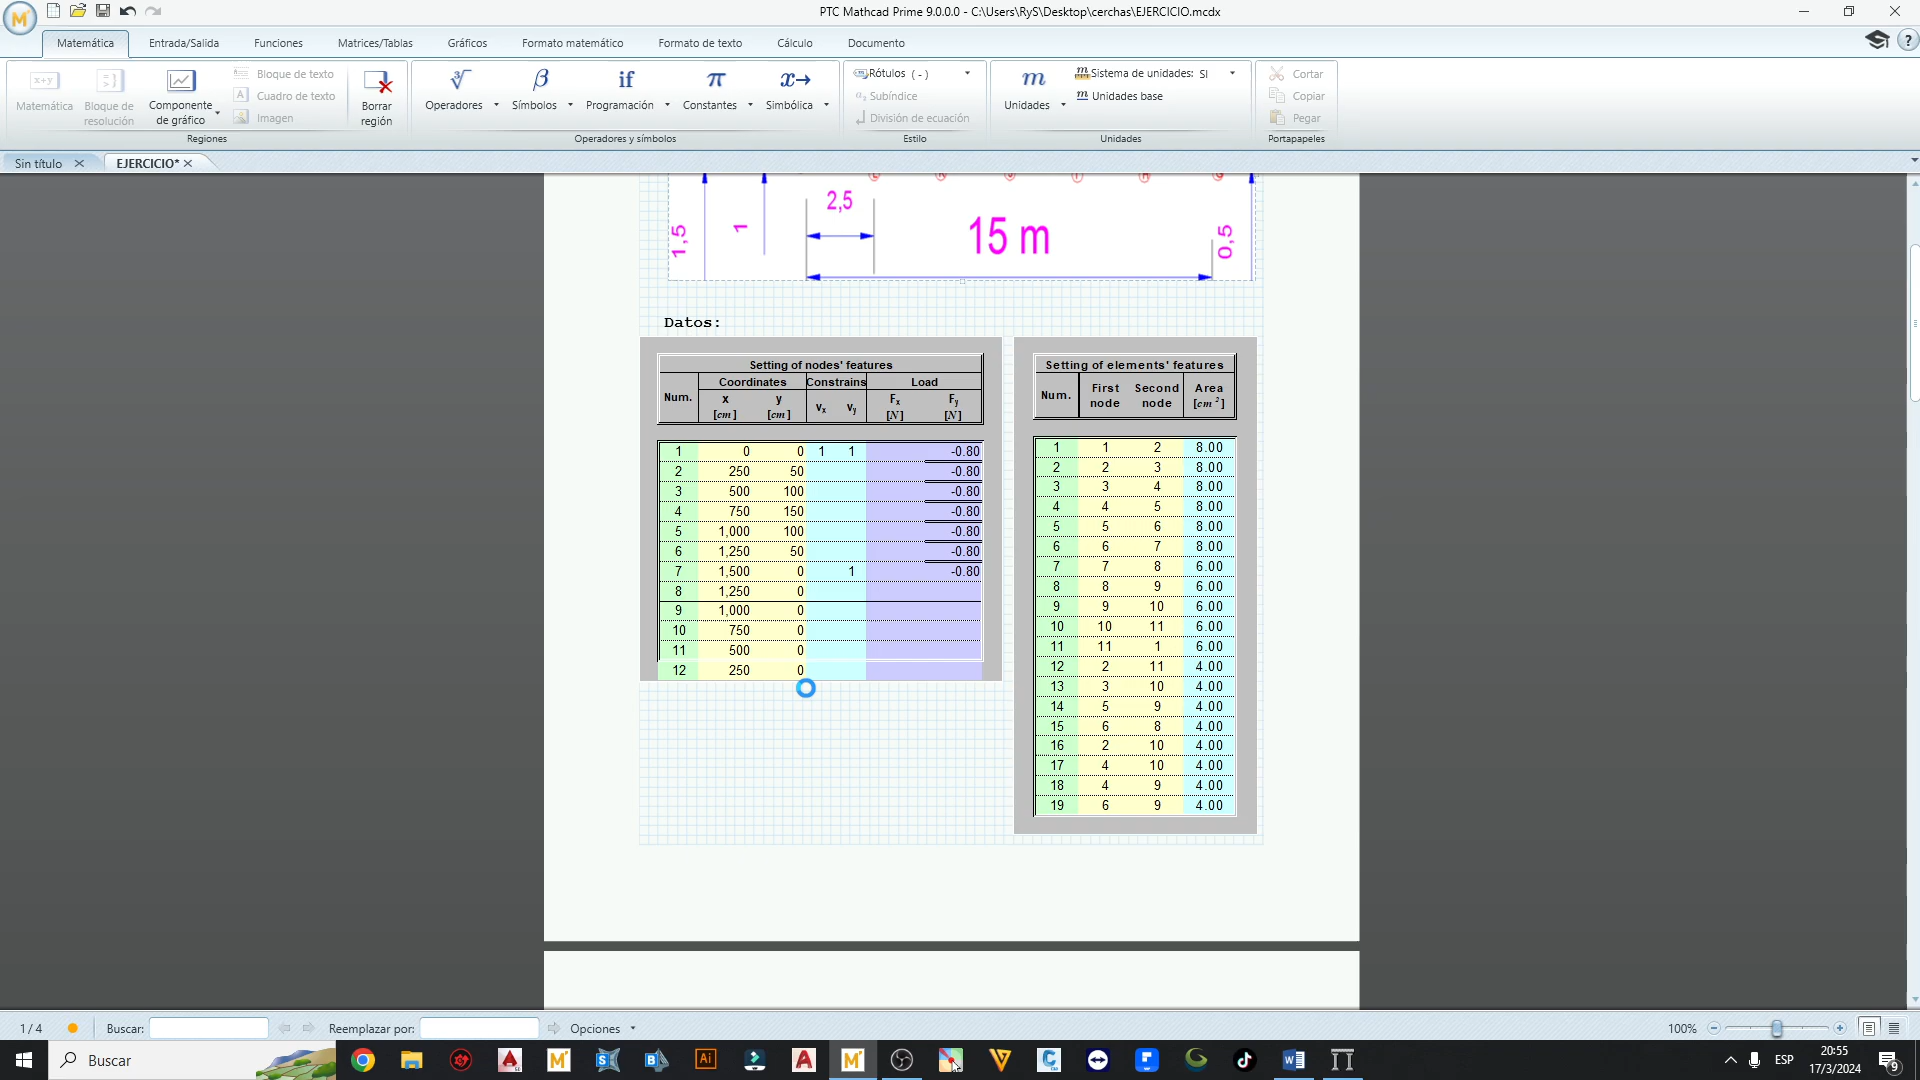 PTC Mathcad Prime 9.0.0.0 - C:\Users\RyS\Desktop\cerchas\EJERCICIO.mcdx
Matemática Entrada/Salida Funciones Matrices/Tablas Gráficos Formato matemático Formato de texto Cálculo Documento
Matemática
Bloque de resolución
Componente de gráfico
Bloque de texto
Cuadro de texto
Imagen
Borrar región
Regiones
Operadores
Símbolos
Programación
Constantes
Simbólica
Operadores y símbolos
Rótulos (-)
Subíndice
División de ecuación
Estilo
Unidades
Sistema de unidades: SI
Unidades base
Unidades
Cortar
Copiar
Pegar
Portapapeles
Sin título
EJERCICIO*
1,5
1
2,5
15 m
0,5
Datos:
Setting of nodes' features
Num. Coordinates Constrains Load
x [cm] y [cm] vx vy Fx [N] Fy [N]
1 0 0 1 1 -0.80
2 250 50 -0.80
3 500 100 -0.80
4 750 150 -0.80
5 1,000 100 -0.80
6 1,250 50 -0.80
7 1,500 0 1 -0.80
8 1,250 0
9 1,000 0
10 750 0
11 500 0
12 250 0
Setting of elements' features
Num. First node Second node Area [cm²]
1 1 2 8.00
2 2 3 8.00
3 3 4 8.00
4 4 5 8.00
5 5 6 8.00
6 6 7 8.00
7 7 8 6.00
8 8 9 6.00
9 9 10 6.00
10 10 11 6.00
11 11 1 6.00
12 2 11 4.00
13 3 10 4.00
14 5 9 4.00
15 6 8 4.00
16 2 10 4.00
17 4 10 4.00
18 4 9 4.00
19 6 9 4.00
1 / 4 Buscar: Reemplazar por: Opciones 100%
Buscar
ESP
20:55
17/3/2024
9